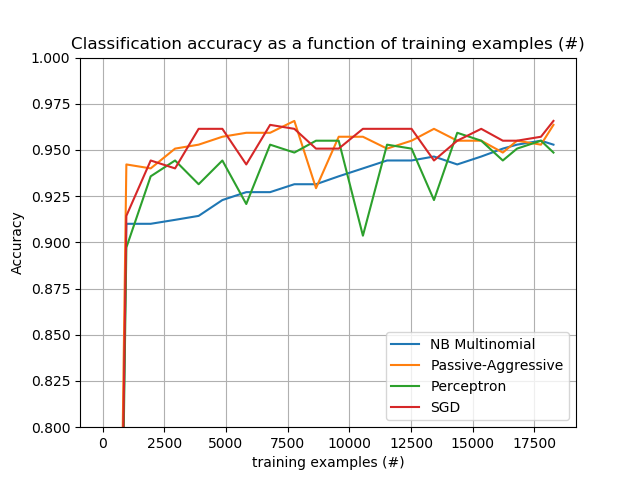 Classification accuracy as a function of training examples (#)
1.000
0.975
0.950
0.925
0.900
0.875
0.850
0.825
0.800
Accuracy
NB Multinomial
Passive-Aggressive
Perceptron
SGD
0
2500
5000
7500
10000
12500
15000
17500
training examples (#)